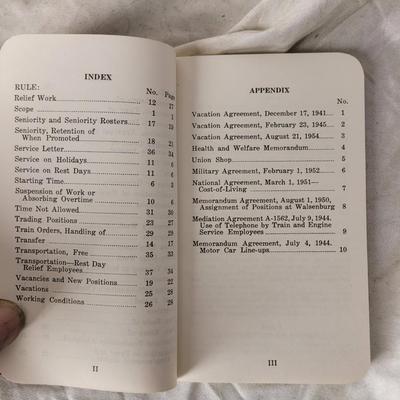 INDEX
RULE: No. Page
Relief Work 12 27
Scope 1 1
Seniority and Seniority Rosters 17 19
Seniority, Retention of
When Promoted 18 21
Service Letter 36 34
Service on Holidays 11 6
Service on Rest Days 11 6
Starting Time 6 3
Suspension of Work or
Absorbing Overtime 10 6
Time Not Allowed 31 30
Trading Positions 23 27
Train Orders, Handling of 29 29
Transfer 14 17
Transportation, Free 35 33
Transportation—Rest Day
Relief Employees 37 34
Vacancies and New Positions 19 22
Vacations 25 28
Working Conditions 26 28
II
APPENDIX
No.
Vacation Agreement, December 17, 1941 1
Vacation Agreement, February 23, 1945 2
Vacation Agreement, August 21, 1954 3
Health and Welfare Memorandum 4
Union Shop 5
Military Agreement, February 1, 1952 6
National Agreement, March 1, 1951—
Cost-of-Living 7
Memorandum Agreement, August 1, 1950,
Assignment of Positions at Walsenburg 8
Mediation Agreement A-1562, July 9, 1944.
Use of Telephone by Train and Engine
Service Employees 9
Memorandum Agreement, July 4, 1944.
Motor Car Line-ups 10
III